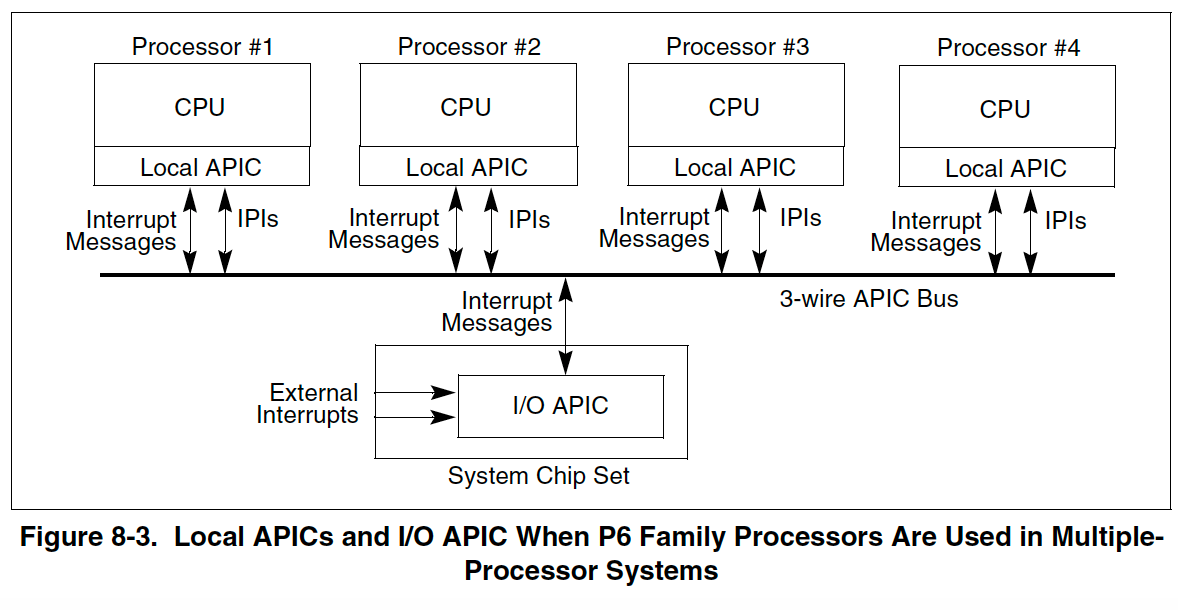 Processor #1
Processor #2
Processor #3
Processor #4
CPU
CPU
CPU
CPU
Local APIC
Local APIC
Local APIC
Local APIC
Interrupt
Messages
IPIs
Interrupt
Messages
IPIs
Interrupt
Messages
IPIs
Interrupt
Messages
IPIs
3-wire APIC Bus
Interrupt
Messages
External
Interrupts
I/O APIC
System Chip Set
Figure 8-3. Local APICs and I/O APIC When P6 Family Processors Are Used in Multiple-
Processor Systems